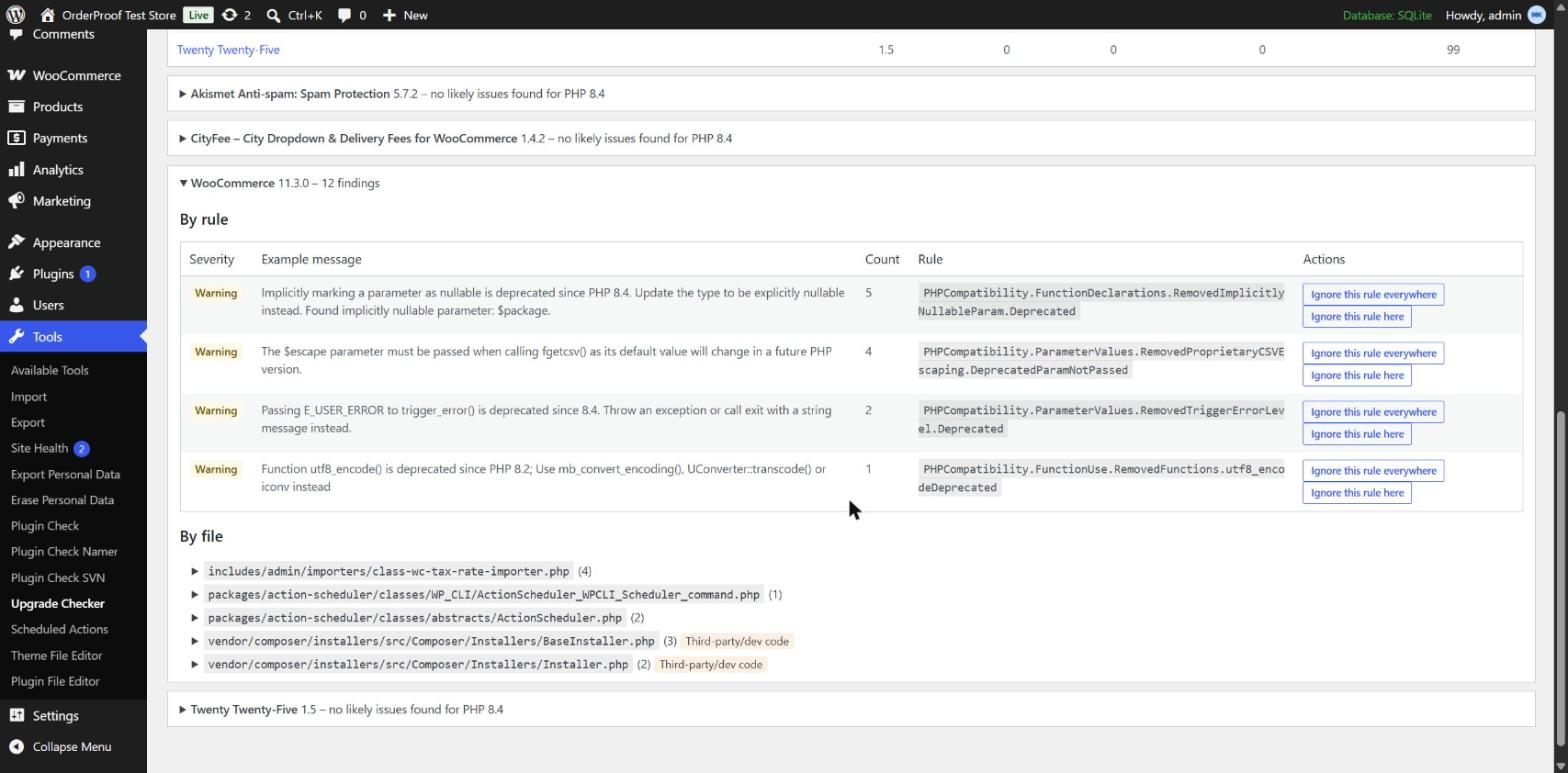 OrderProof Test Store Live 2 Ctrl+K 0 New Database: SQLite Howdy, admin MK
Comments
WooCommerce
Products
Payments
Analytics
Marketing
Appearance
Plugins 1
Users
Tools
Available Tools
Import
Export
Site Health 2
Export Personal Data
Erase Personal Data
Plugin Check
Plugin Check Namer
Plugin Check SVN
Upgrade Checker
Scheduled Actions
Theme File Editor
Plugin File Editor
Settings
Collapse Menu
Twenty Twenty-Five 1.5 0 0 0 99
Akismet Anti-spam: Spam Protection 5.7.2 – no likely issues found for PHP 8.4
CityFee – City Dropdown & Delivery Fees for WooCommerce 1.4.2 – no likely issues found for PHP 8.4
WooCommerce 11.3.0 – 12 findings
By rule
Severity Example message Count Rule Actions
Warning Implicitly marking a parameter as nullable is deprecated since PHP 8.4. Update the type to be explicitly nullable 5 PHPCompatibility.FunctionDeclarations.RemovedImplicitly Ignore this rule everywhere
instead. Found implicitly nullable parameter: $package. NullableParam.Deprecated Ignore this rule here
Warning The $escape parameter must be passed when calling fgetcsv() as its default value will change in a future PHP 4 PHPCompatibility.ParameterValues.RemovedProprietaryCSVE Ignore this rule everywhere
version. scaping.DeprecatedParamNotPassed Ignore this rule here
Warning Passing E_USER_ERROR to trigger_error() is deprecated since 8.4. Throw an exception or call exit with a string 2 PHPCompatibility.ParameterValues.RemovedTriggerErrorLev Ignore this rule everywhere
message instead. el.Deprecated Ignore this rule here
Warning Function utf8_encode() is deprecated since PHP 8.2; Use mb_convert_encoding(), UConverter::transcode() or 1 PHPCompatibility.FunctionUse.RemovedFunctions.utf8_enco Ignore this rule everywhere
iconv instead deDeprecated Ignore this rule here
By file
includes/admin/importers/class-wc-tax-rate-importer.php (4)
packages/action-scheduler/classes/WP_CLI/ActionScheduler_WPCLI_Scheduler_command.php (1)
packages/action-scheduler/classes/abstracts/ActionScheduler.php (2)
vendor/composer/installers/src/Composer/Installers/BaseInstaller.php (3) Third-party/dev code
vendor/composer/installers/src/Composer/Installers/Installer.php (2) Third-party/dev code
Twenty Twenty-Five 1.5 – no likely issues found for PHP 8.4